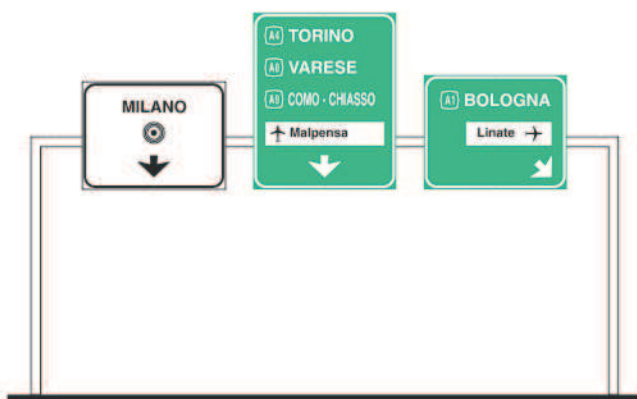 MILANO
A4 TORINO
A8 VARESE
A9 COMO - CHIASSO
Malpensa
A1 BOLOGNA
Linate